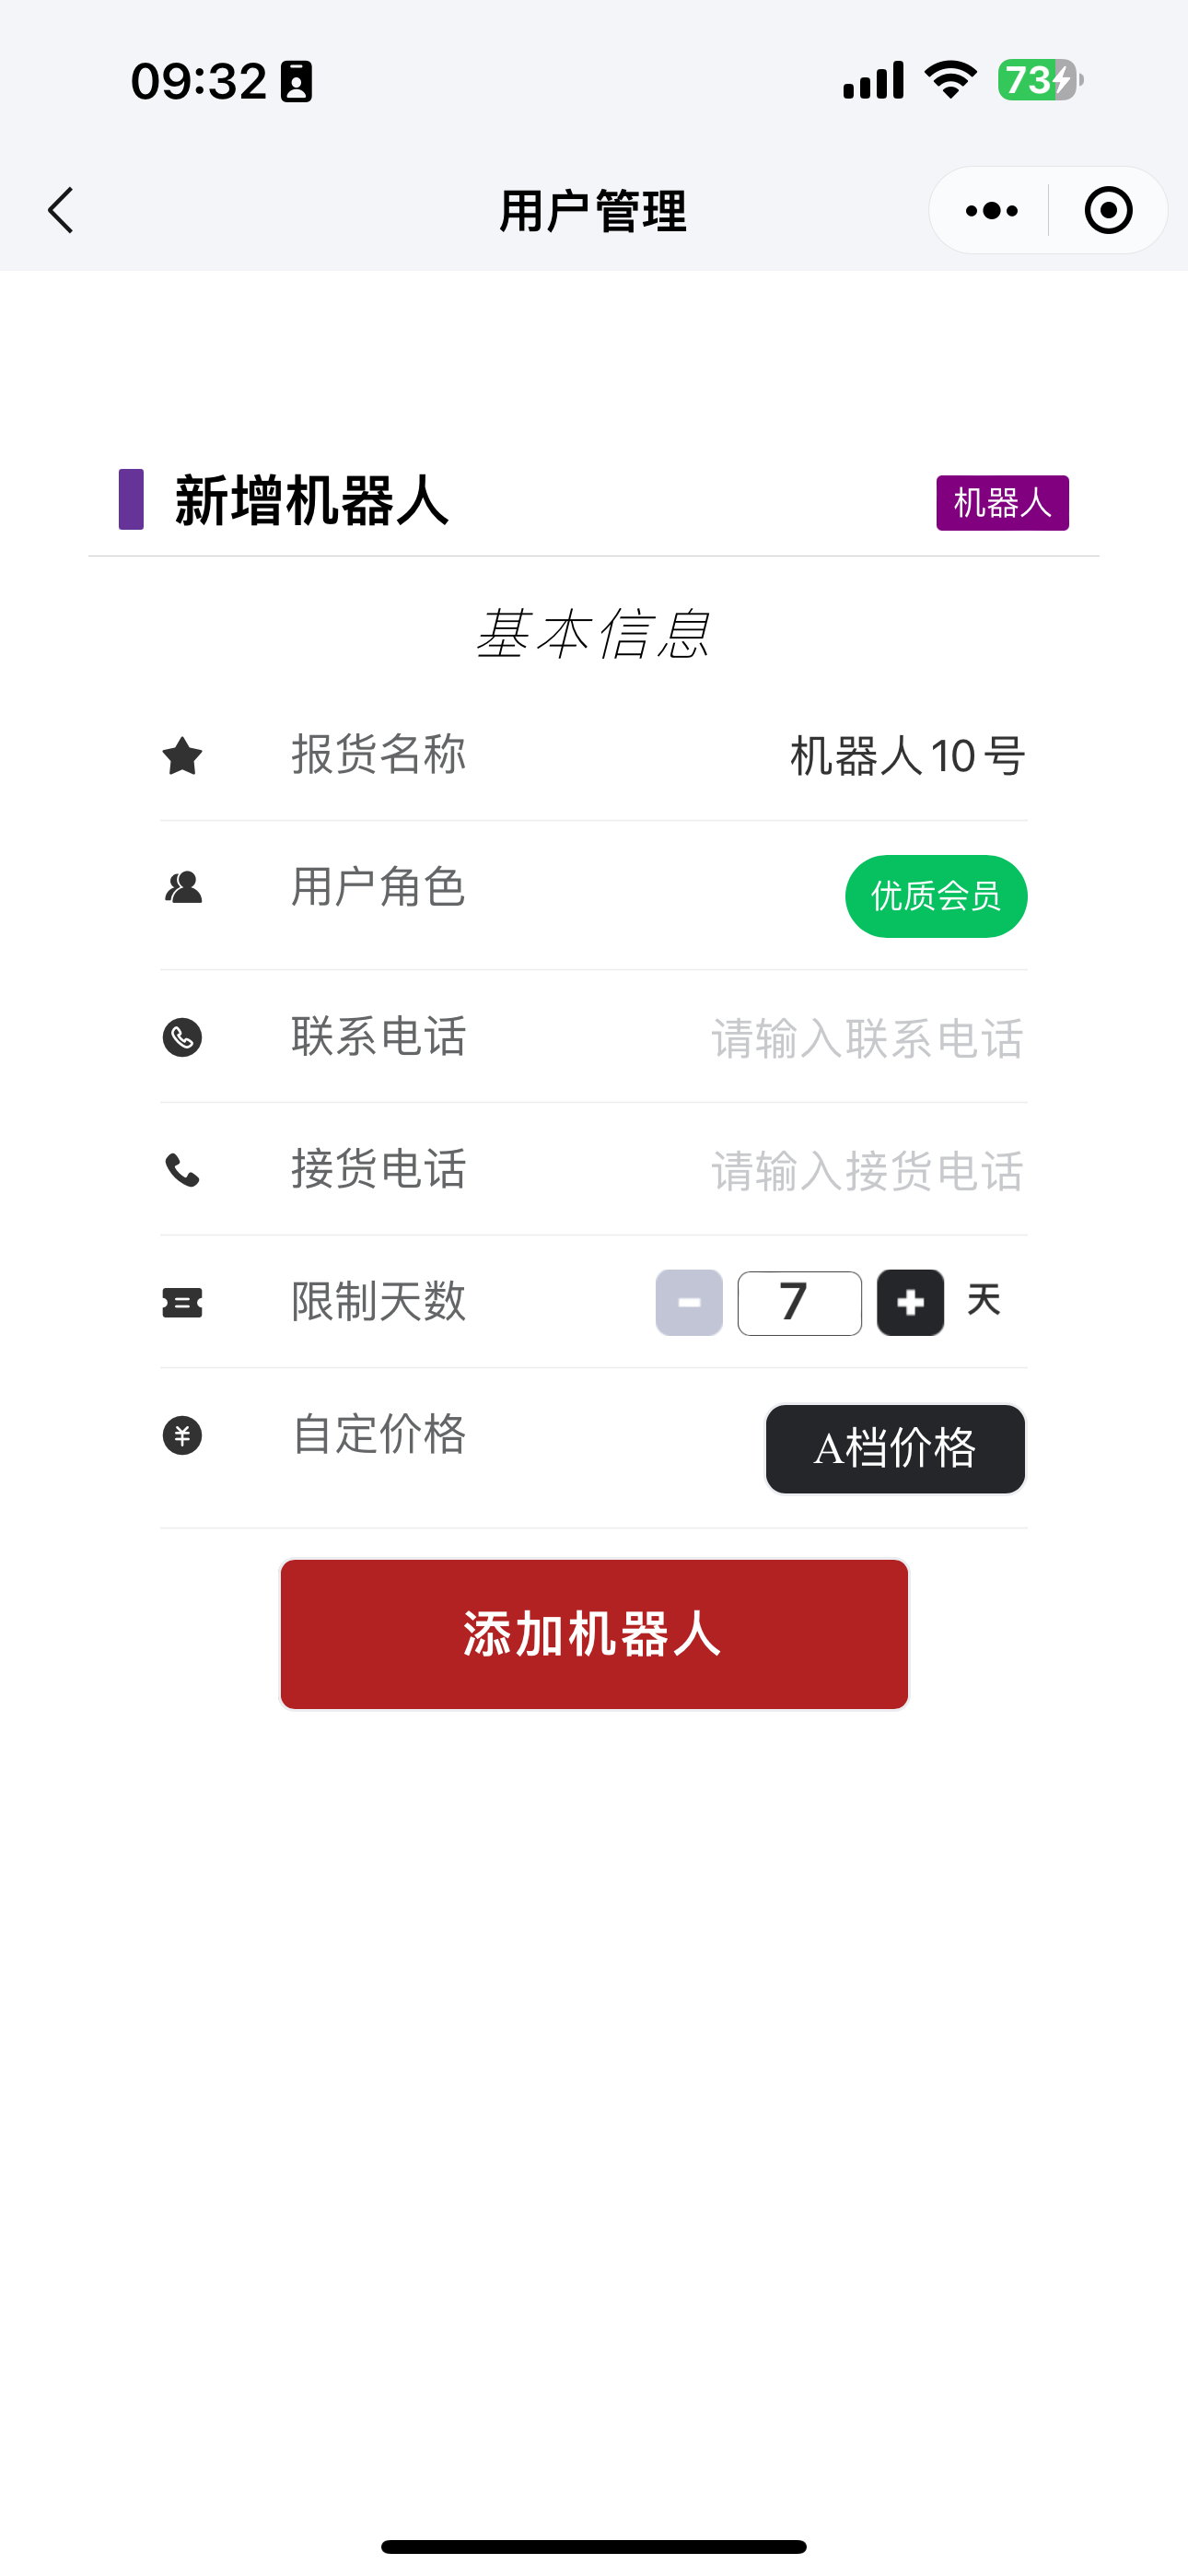 09:32
73
用户管理
新增机器人
机器人
基本信息
报货名称 机器人10号
用户角色 优质会员
联系电话 请输入联系电话
接货电话 请输入接货电话
限制天数 7 天
自定价格 A档价格
添加机器人